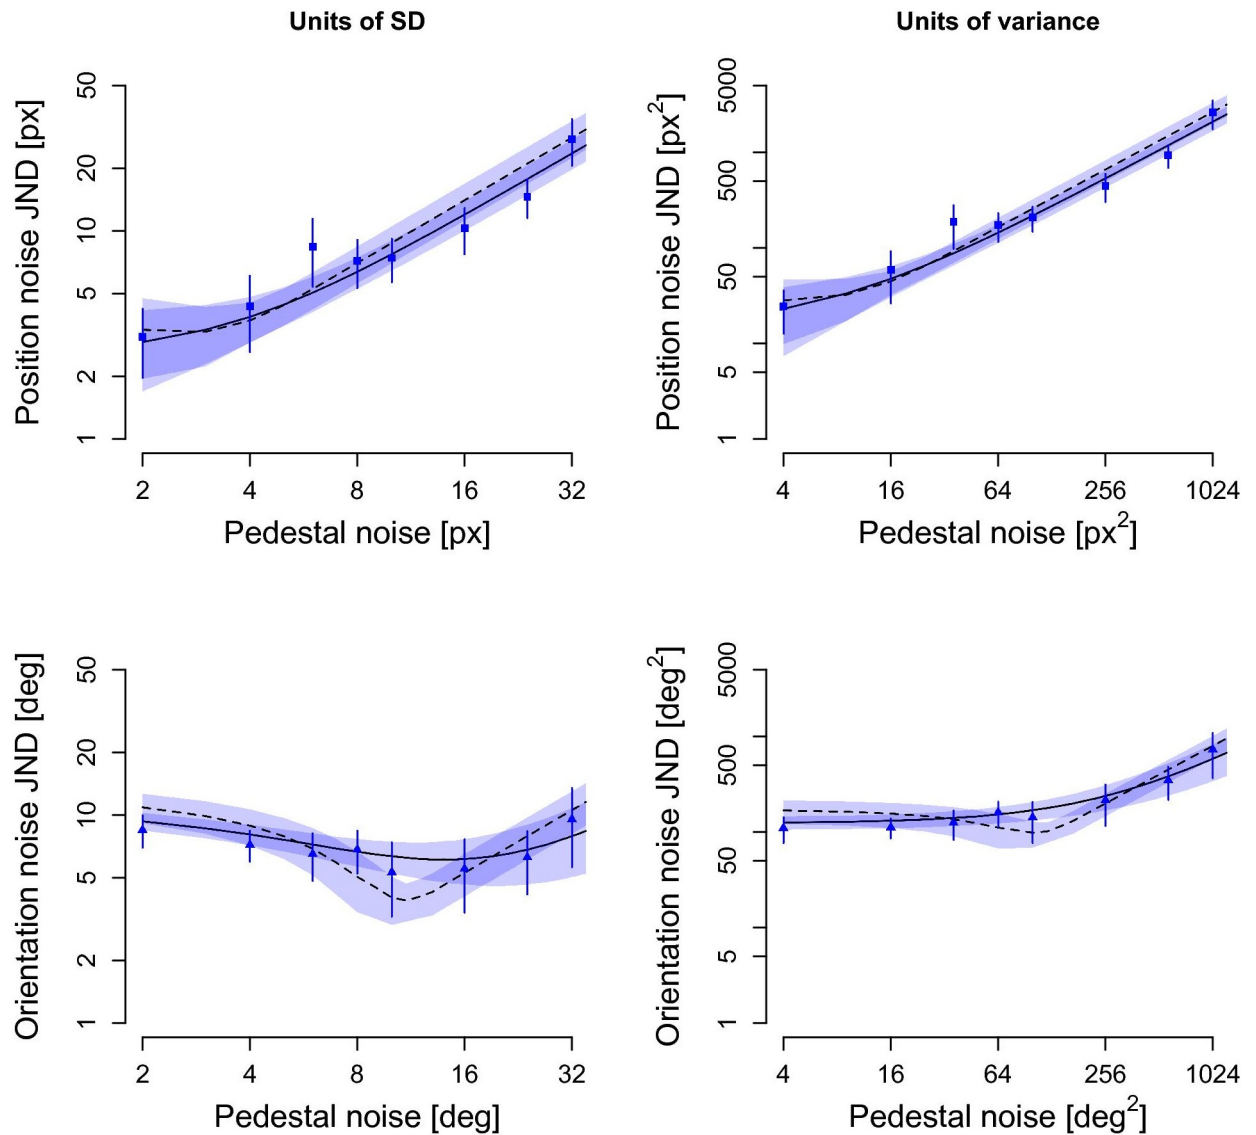 Units of SD
Units of variance
Position noise JND [px]
50
20
10
5
2
1
2 4 8 16 32
Pedestal noise [px]
Position noise JND [px²]
5000
500
50
5
1
4 16 64 256 1024
Pedestal noise [px²]
Orientation noise JND [deg]
50
20
10
5
2
1
2 4 8 16 32
Pedestal noise [deg]
Orientation noise JND [deg²]
5000
500
50
5
1
4 16 64 256 1024
Pedestal noise [deg²]